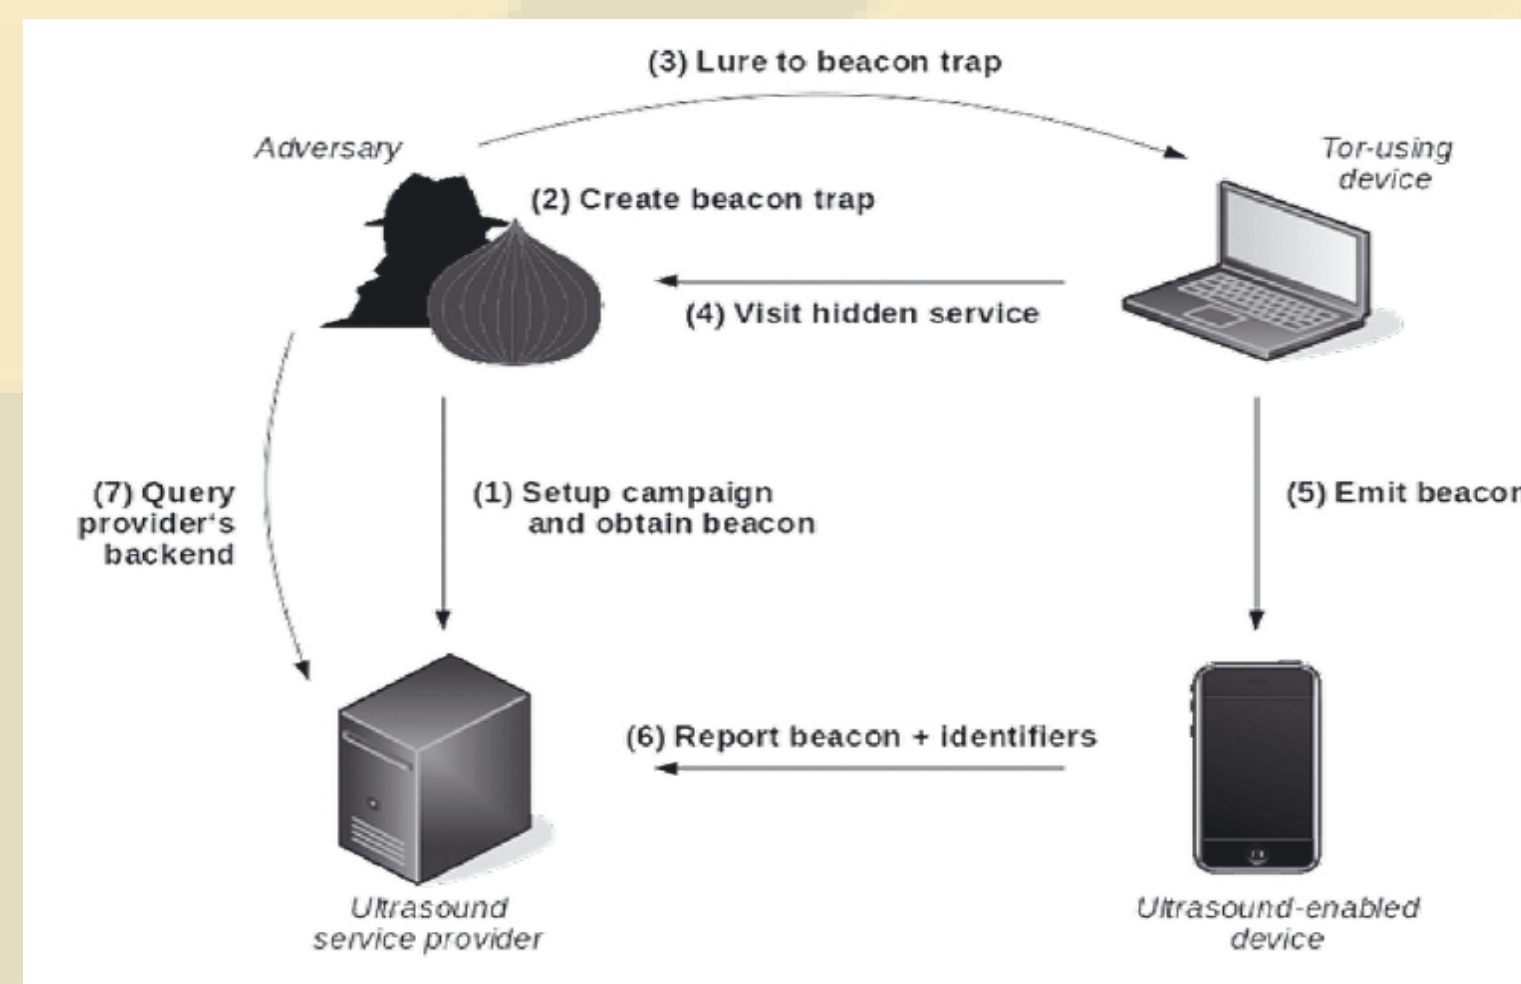 (3) Lure to beacon trap
Adversary
Tor-using
device
(2) Create beacon trap
(4) Visit hidden service
(7) Query
provider‘s
backend
(1) Setup campaign
and obtain beacon
(5) Emit beacon
(6) Report beacon + identifiers
Ultrasound
service provider
Ultrasound-enabled
device